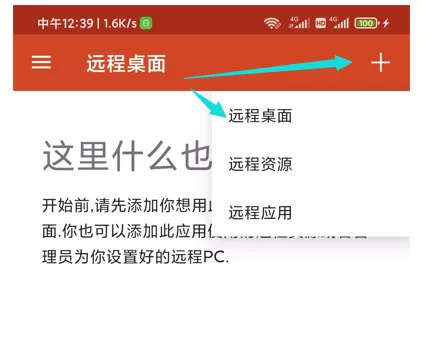 中午12:39 | 1.6K/s
4G 4G HD 100
远程桌面
远程桌面
远程资源
远程应用
这里什么也
开始前,请先添加你想用
面.你也可以添加此应用
理员为你设置好的远程PC.